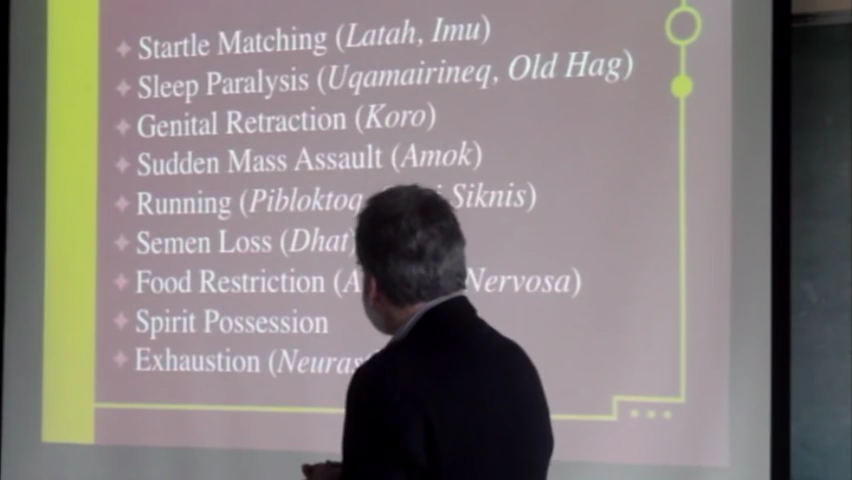 Startle Matching (Latah, Imu)
Sleep Paralysis (Uqamairineq, Old Hag)
Genital Retraction (Koro)
Sudden Mass Assault (Amok)
Running (Pibloktoq, Siknis)
Semen Loss (Dhat)
Food Restriction ( Nervosa)
Spirit Possession
Exhaustion (